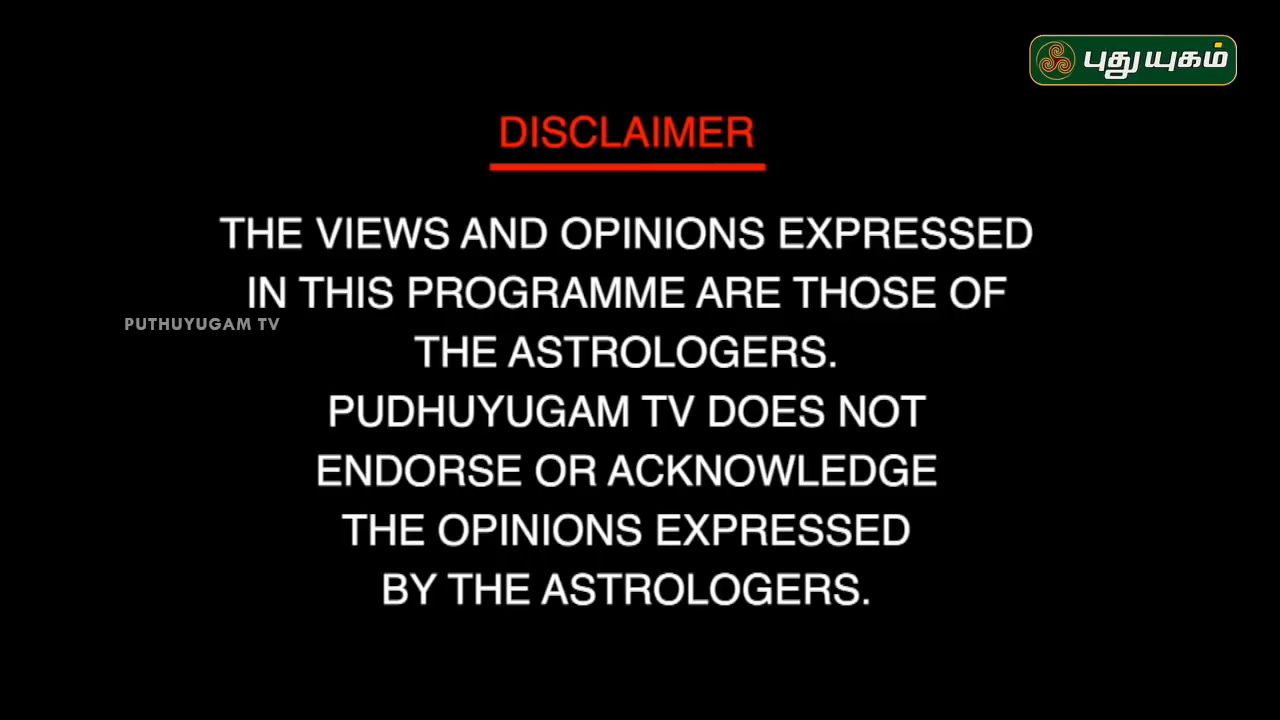 புதுயுகம்
DISCLAIMER
THE VIEWS AND OPINIONS EXPRESSED
IN THIS PROGRAMME ARE THOSE OF
PUTHUYUGAM TV
THE ASTROLOGERS.
PUDHUYUGAM TV DOES NOT
ENDORSE OR ACKNOWLEDGE
THE OPINIONS EXPRESSED
BY THE ASTROLOGERS.